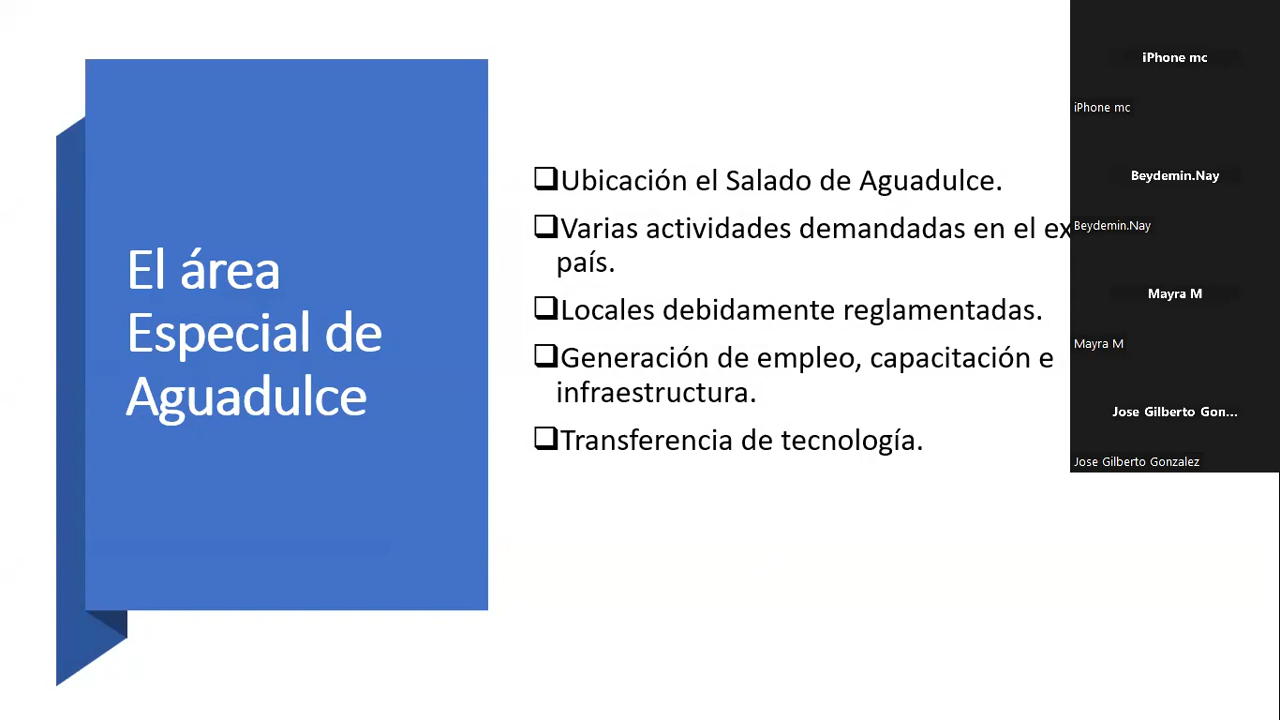 El área
Especial de
Aguadulce
Ubicación el Salado de Aguadulce.
Varias actividades demandadas en el
país.
Locales debidamente reglamentadas.
Generación de empleo, capacitación e
infraestructura.
Transferencia de tecnología.
iPhone mc
iPhone mc
Beydemin.Nay
Beydemin.Nay
Mayra M
Mayra M
Jose Gilberto Gon...
Jose Gilberto Gonzalez